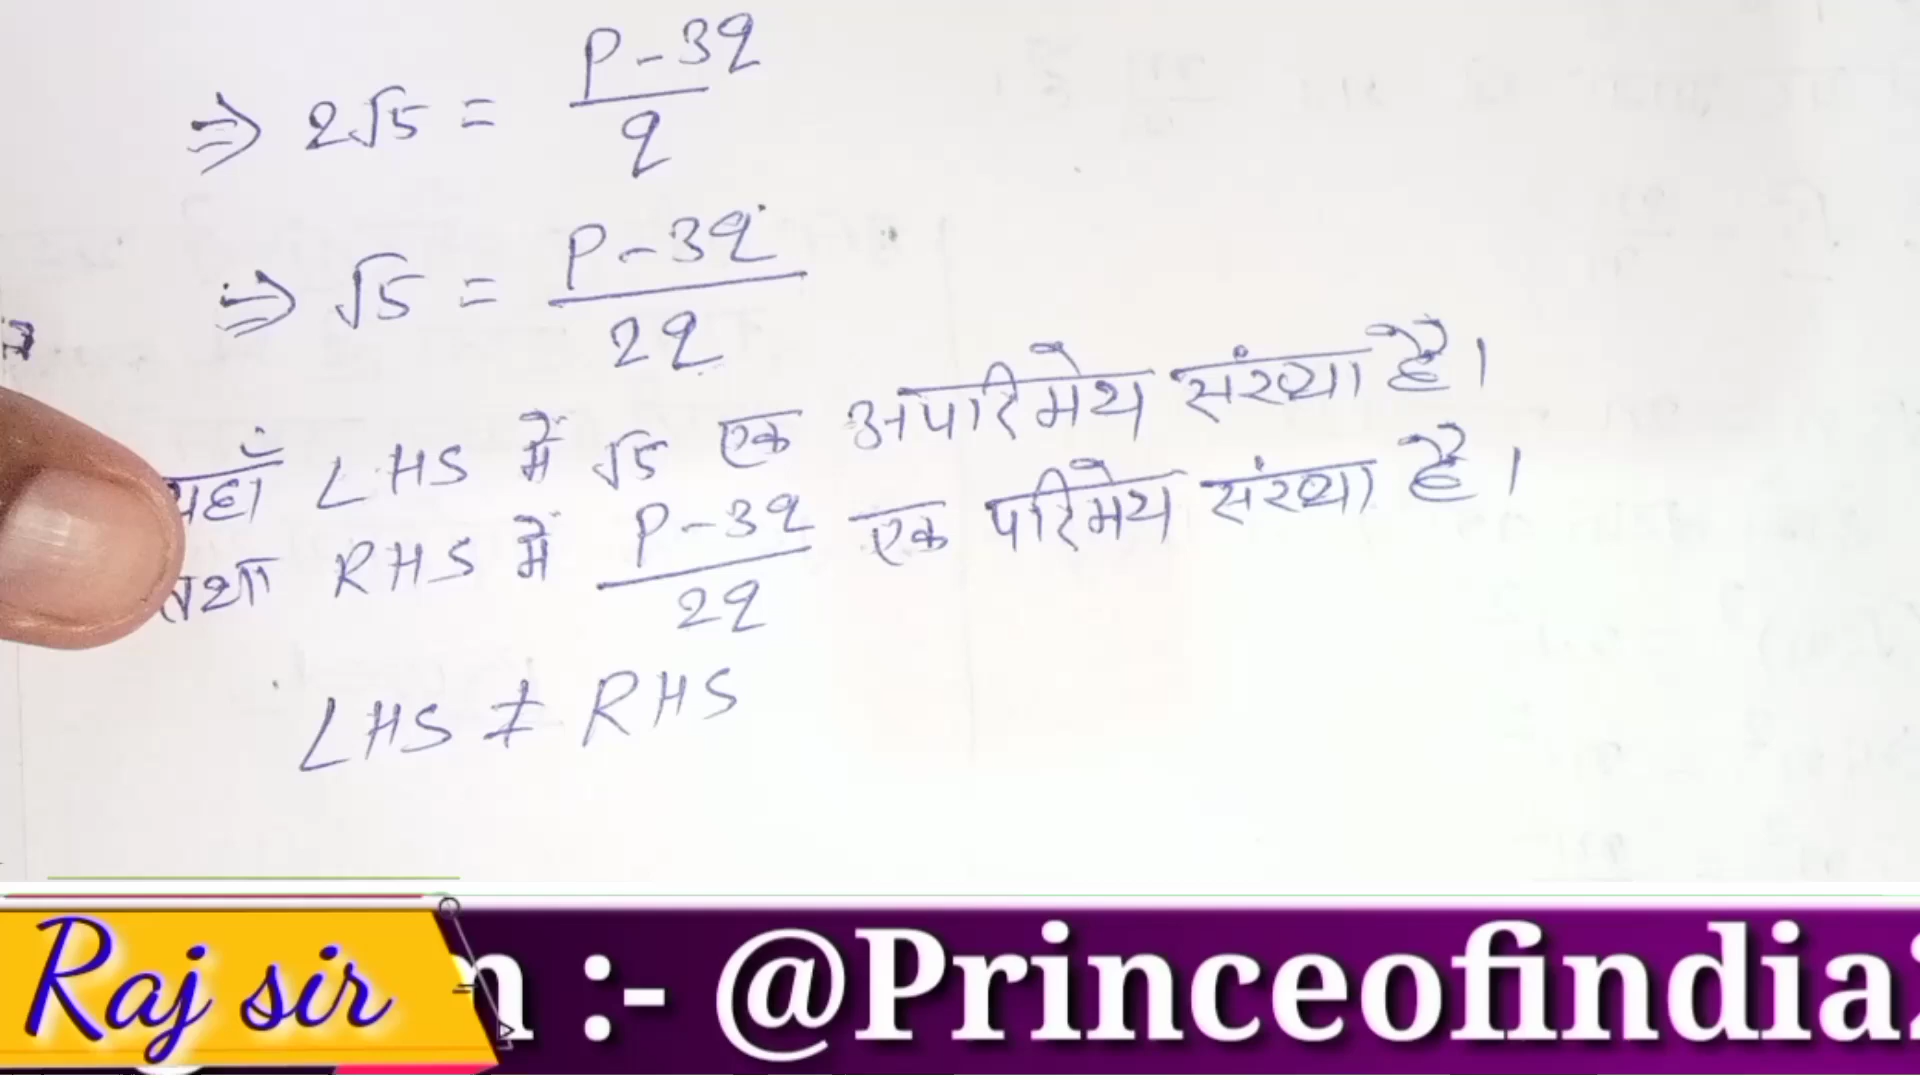 ⇒ 2√5 = P-3q/q
⇒ √5 = P-3q/2q
यहां LHS में √5 एक अपरिमेय संख्या है।
तथा RHS में P-3q/2q एक परिमेय संख्या है।
LHS ≠ RHS
Raj sir
:- @Princeofindia